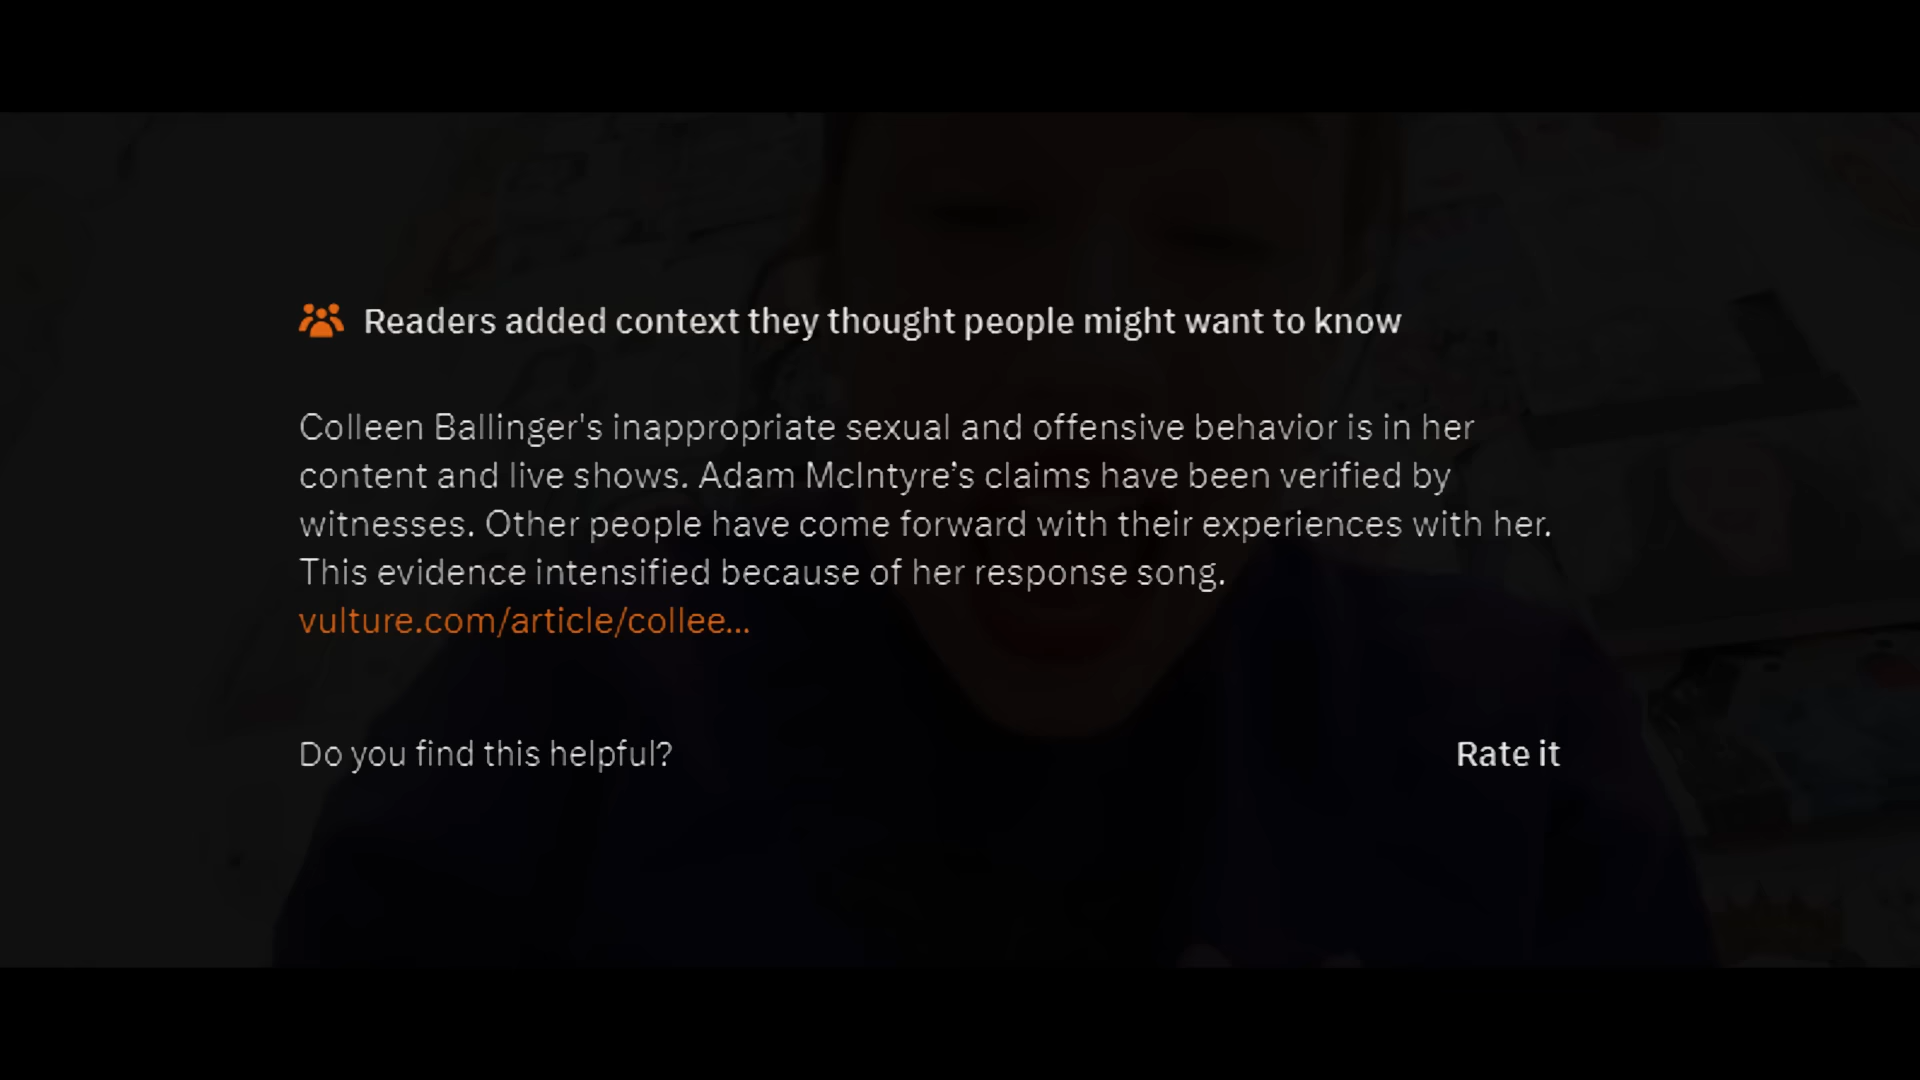 Readers added context they thought people might want to know
Colleen Ballinger's inappropriate sexual and offensive behavior is in her
content and live shows. Adam McIntyre’s claims have been verified by
witnesses. Other people have come forward with their experiences with her.
This evidence intensified because of her response song.
vulture.com/article/collee...
Do you find this helpful?
Rate it